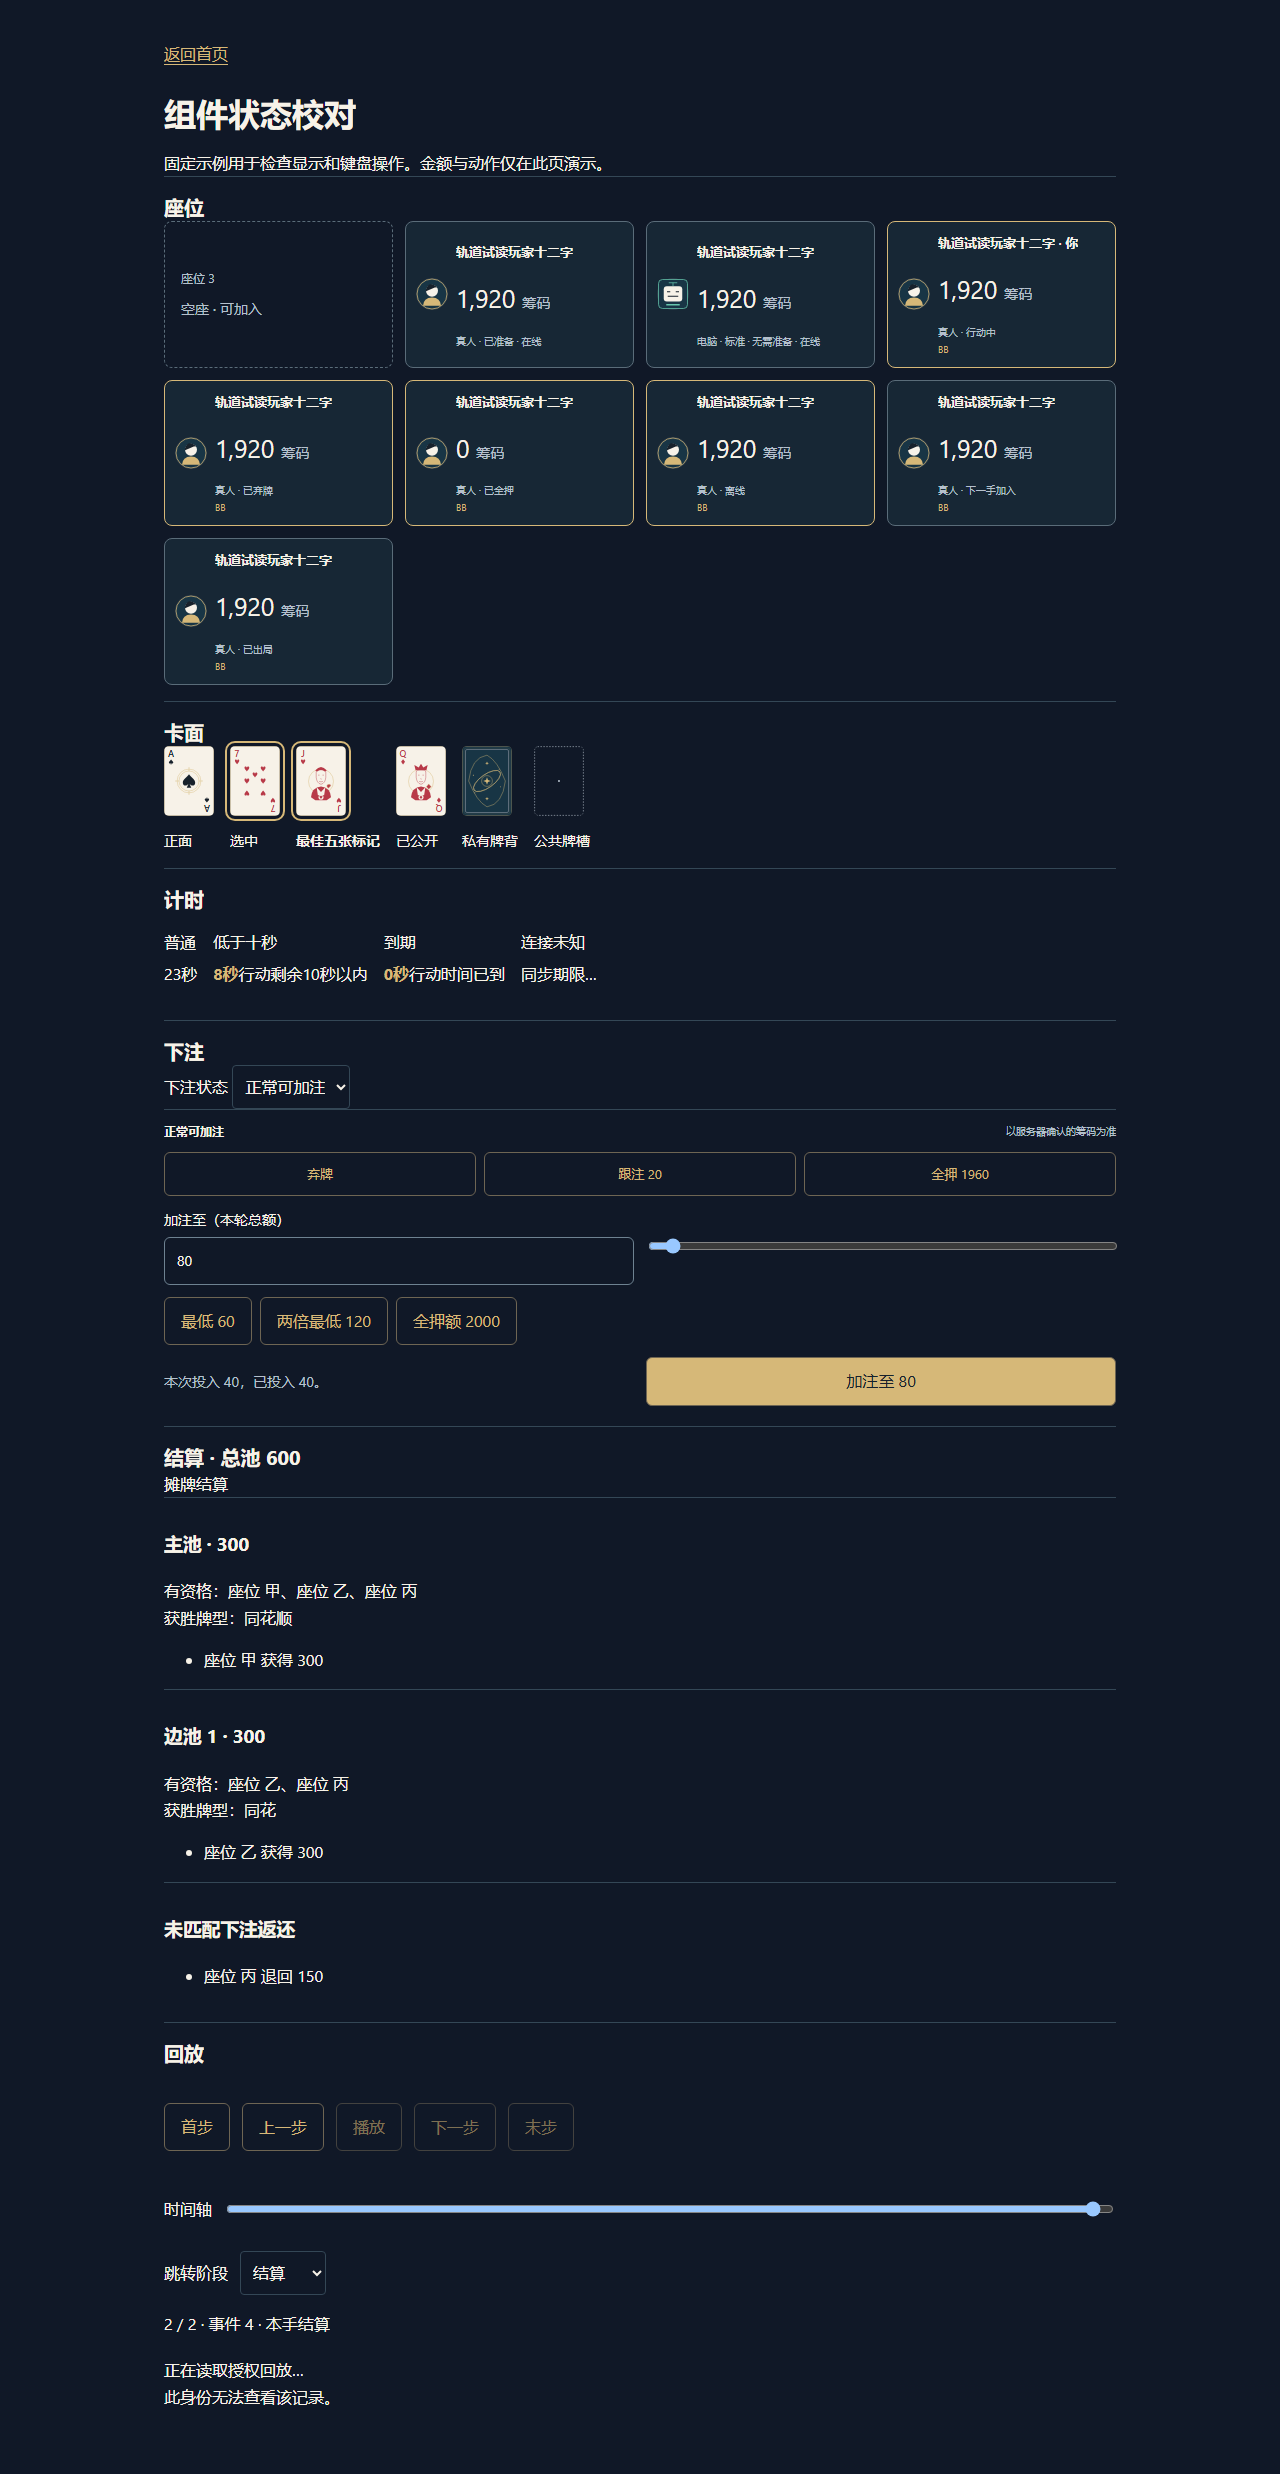 返回首页
组件状态校对
固定示例用于检查显示和键盘操作。金额与动作仅在此页演示。
座位
座位 3
空座 · 可加入
轨道试读玩家十二字
1,920 筹码
真人 · 已准备 · 在线
轨道试读玩家十二字
1,920 筹码
电脑 · 标准 · 无需准备 · 在线
轨道试读玩家十二字 · 你
1,920 筹码
真人 · 行动中
BB
轨道试读玩家十二字
1,920 筹码
真人 · 已弃牌
BB
轨道试读玩家十二字
0 筹码
真人 · 已全押
BB
轨道试读玩家十二字
1,920 筹码
真人 · 离线
BB
轨道试读玩家十二字
1,920 筹码
真人 · 下一手加入
BB
轨道试读玩家十二字
1,920 筹码
真人 · 已出局
BB
卡面
A
A
正面
7
7
选中
J
J
最佳五张标记
Q
Q
已公开
私有牌背
·
公共牌槽
计时
普通 低于十秒 到期 连接未知
23秒 8秒行动剩余10秒以内 0秒行动时间已到 同步期限...
下注
下注状态 正常可加注
正常可加注 以服务器确认的筹码为准
弃牌 跟注 20 全押 1960
加注至（本轮总额）
80
最低 60 两倍最低 120 全押额 2000
本次投入 40，已投入 40。 加注至 80
结算 · 总池 600
摊牌结算
主池 · 300
有资格：座位 甲、座位 乙、座位 丙
获胜牌型：同花顺
• 座位 甲 获得 300
边池 1 · 300
有资格：座位 乙、座位 丙
获胜牌型：同花
• 座位 乙 获得 300
未匹配下注返还
• 座位 丙 退回 150
回放
首步 上一步 播放 下一步 末步
时间轴
跳转阶段 结算
2 / 2 · 事件 4 · 本手结算
正在读取授权回放...
此身份无法查看该记录。